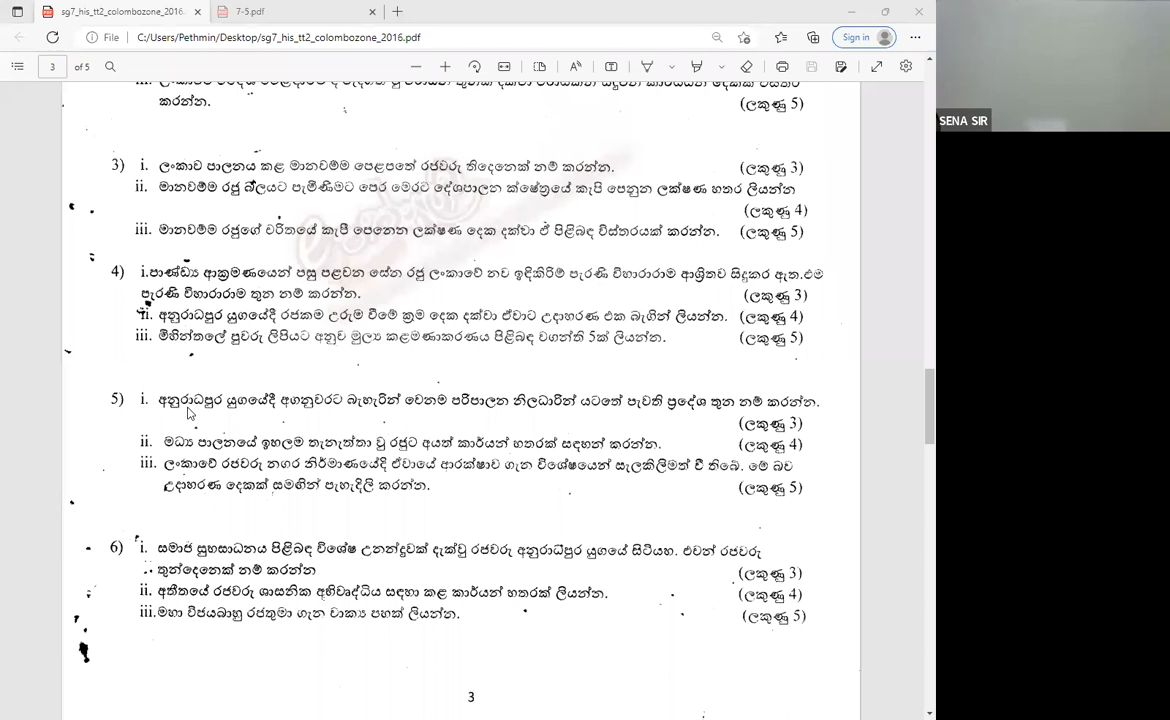 sg7_his_tt2_colombozone_2016.
7-5.pdf
File
C:/Users/Pethmin/Desktop/sg7_his_tt2_colombozone_2016.pdf
Sign in
3
of 5
කරන්න. (ලකුණු 5)
SENA SIR
3) i. ලංකාව පාලනය කළ මානවම්ම පෙළපතේ රජවරු තිදෙනෙක් නම් කරන්න. (ලකුණු 3)
ii. මානවම්ම රජු බලයට පැමිණීමට පෙර මෙරට දේශපාලන ක්ෂේත්‍රයේ කැපී පෙනුන ලක්ෂණ හතර ලියන්න
(ලකුණු 4)
iii. මානවම්ම රජුගේ චරිතයේ කැපී පෙනෙන ලක්ෂණ දෙක දක්වා ඒ පිළිබඳ විස්තරයක් කරන්න. (ලකුණු 5)
4) i.පාණ්ඩ්‍ය ආක්‍රමණයෙන් පසු පළවන සේන රජු ලංකාවේ නව ඉදිකිරීම් පැරණි විහාරාරාම ආශ්‍රිතව සිදුකර ඇත.එම
පැරණි විහාරාරාම තුන නම් කරන්න. (ලකුණු 3)
ii. අනුරාධපුර යුගයේදී රජකම උරුම වීමේ ක්‍රම දෙක දක්වා ඒවාට උදාහරණ එක බැගින් ලියන්න. (ලකුණු 4)
iii. මිහින්තලේ පුවරු ලිපියට අනුව මූල්‍ය කළමණාකරණය පිළිබඳ වගන්ති 5ක් ලියන්න. (ලකුණු 5)
5) i. අනුරාධපුර යුගයේදී අගනුවරට බැහැරින් වෙනම පරිපාලන නිලධාරින් යටතේ පැවති ප්‍රදේශ තුන නම් කරන්න.
(ලකුණු 3)
ii. මධ්‍ය පාලනයේ ඉහලම තැනැත්තා වු රජුට අයත් කාර්යන් හතරක් සඳහන් කරන්න. (ලකුණු 4)
iii. ලංකාවේ රජවරු නගර නිර්මාණයේදි ඒවායේ ආරක්ෂාව ගැන විශේෂයෙන් සැලකිලිමත් වී තිබේ. මේ බව
උදාහරණ දෙකක් සමඟින් පැහැදිලි කරන්න. (ලකුණු 5)
6) i. සමාජ සුභසාධනය පිළිබඳ විශේෂ උනන්දුවක් දැක්වු රජවරු අනුරාධපුර යුගයේ සිටියහ. එවන් රජවරු
තුන්දෙනෙක් නම් කරන්න (ලකුණු 3)
ii. අතීතයේ රජවරු ශාසනික අභිවෘද්ධිය සඳහා කළ කාර්යන් හතරක් ලියන්න. (ලකුණු 4)
iii.මහා විජයබාහු රජතුමා ගැන වාක්‍ය පහක් ලියන්න. (ලකුණු 5)
3